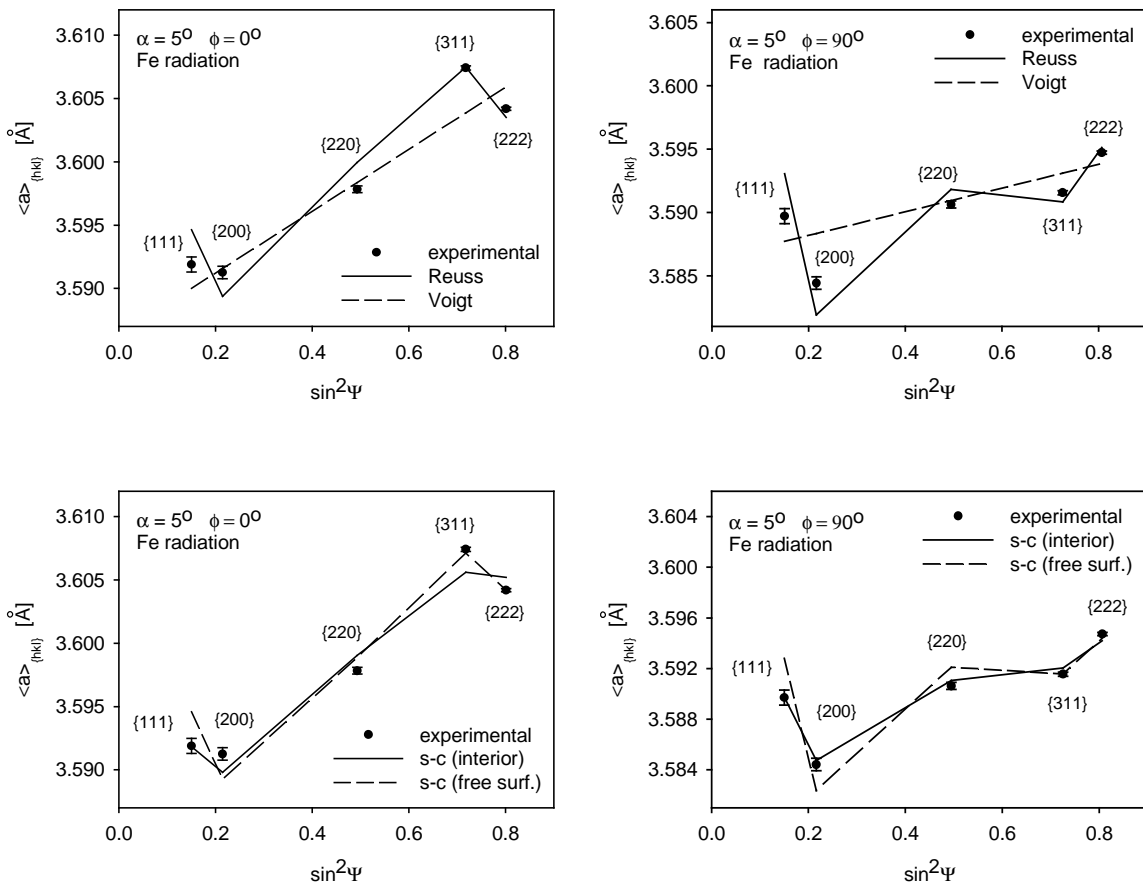 α = 5° ϕ = 0°
Fe radiation
{111}
{200}
{220}
{311}
{222}
experimental
Reuss
Voigt
3.610
3.605
3.600
3.595
3.590
<a>{hkl} [Å]
0.0 0.2 0.4 0.6 0.8
sin²Ψ
α = 5° ϕ = 90°
Fe radiation
experimental
Reuss
Voigt
{111}
{200}
{220}
{311}
{222}
3.605
3.600
3.595
3.590
3.585
<a>{hkl} [Å]
0.0 0.2 0.4 0.6 0.8
sin²Ψ
α = 5° ϕ = 0°
Fe radiation
{111}
{200}
{220}
{311}
{222}
experimental
s-c (interior)
s-c (free surf.)
3.610
3.605
3.600
3.595
3.590
<a>{hkl} [Å]
0.0 0.2 0.4 0.6 0.8
sin²Ψ
α = 5° ϕ = 90°
Fe radiation
experimental
s-c (interior)
s-c (free surf.)
{111}
{200}
{220}
{311}
{222}
3.604
3.600
3.596
3.592
3.588
3.584
<a>{hkl} [Å]
0.0 0.2 0.4 0.6 0.8
sin²Ψ